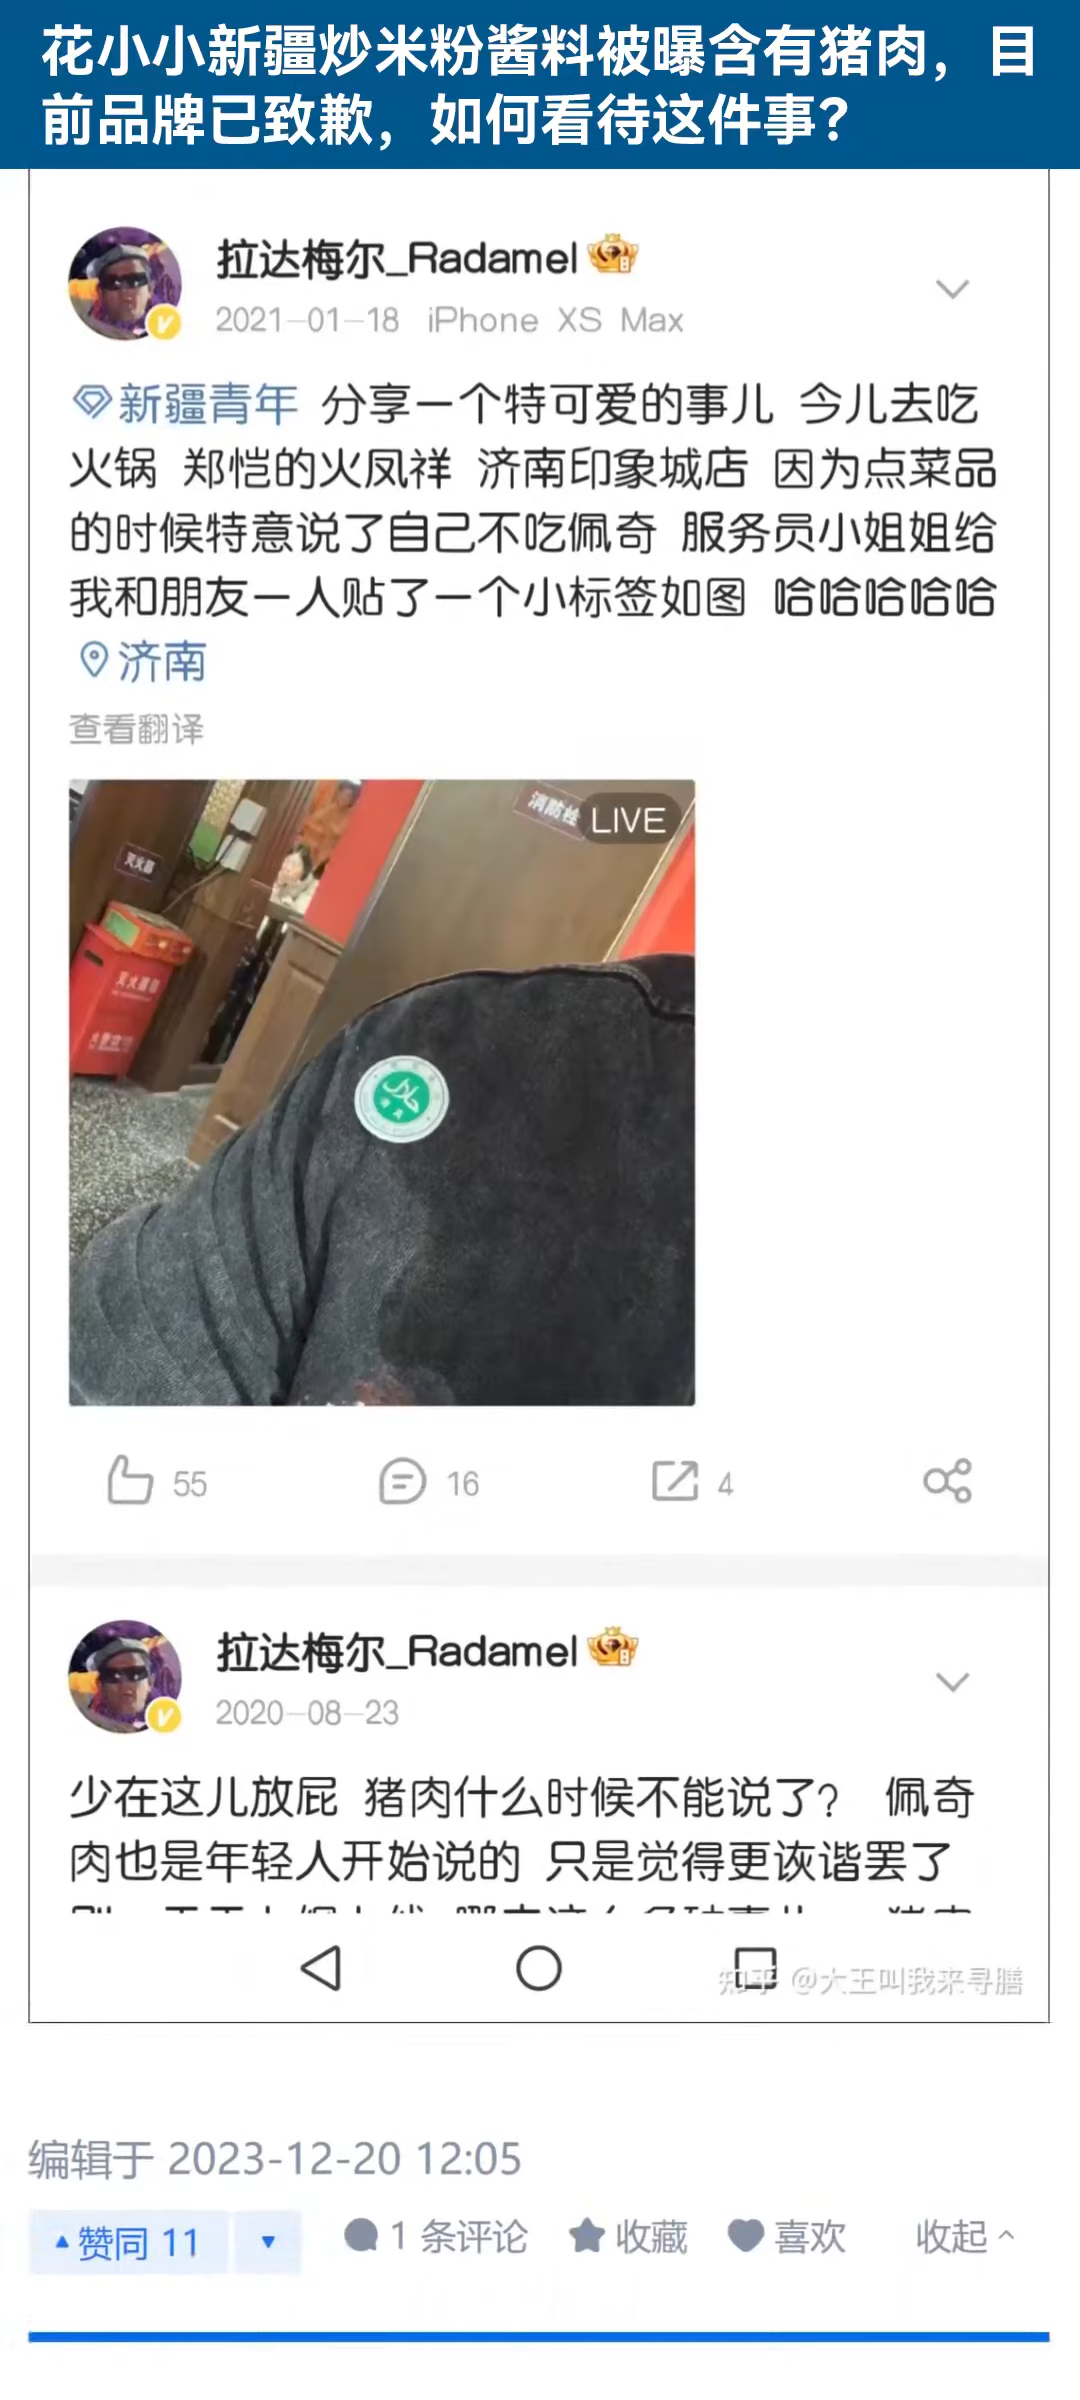 花小小新疆炒米粉酱料被曝含有猪肉，目
前品牌已致歉，如何看待这件事？
拉达梅尔_Radamel
2021-01-18 iPhone XS Max
新疆青年 分享一个特可爱的事儿 今儿去吃
火锅 郑恺的火凤祥 济南印象城店 因为点菜品
的时候特意说了自己不吃佩奇 服务员小姐姐给
我和朋友一人贴了一个小标签如图 哈哈哈哈哈
济南
查看翻译
消防栓 LIVE
灭火器
55 16 4
拉达梅尔_Radamel
2020-08-23
少在这儿放屁 猪肉什么时候不能说了？ 佩奇
肉也是年轻人开始说的 只是觉得更诙谐罢了
知乎 @大王叫我来寻膳
编辑于 2023-12-20 12:05
赞同 11 1 条评论 收藏 喜欢 收起